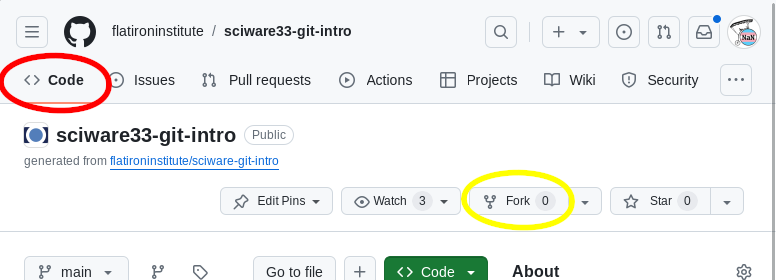 flatironinstitute / sciware33-git-intro
<> Code Issues Pull requests Actions Projects Wiki Security ...
sciware33-git-intro Public
generated from flatironinstitute/sciware-git-intro
Edit Pins Watch 3 Fork 0 Star 0
main Go to file + <> Code About